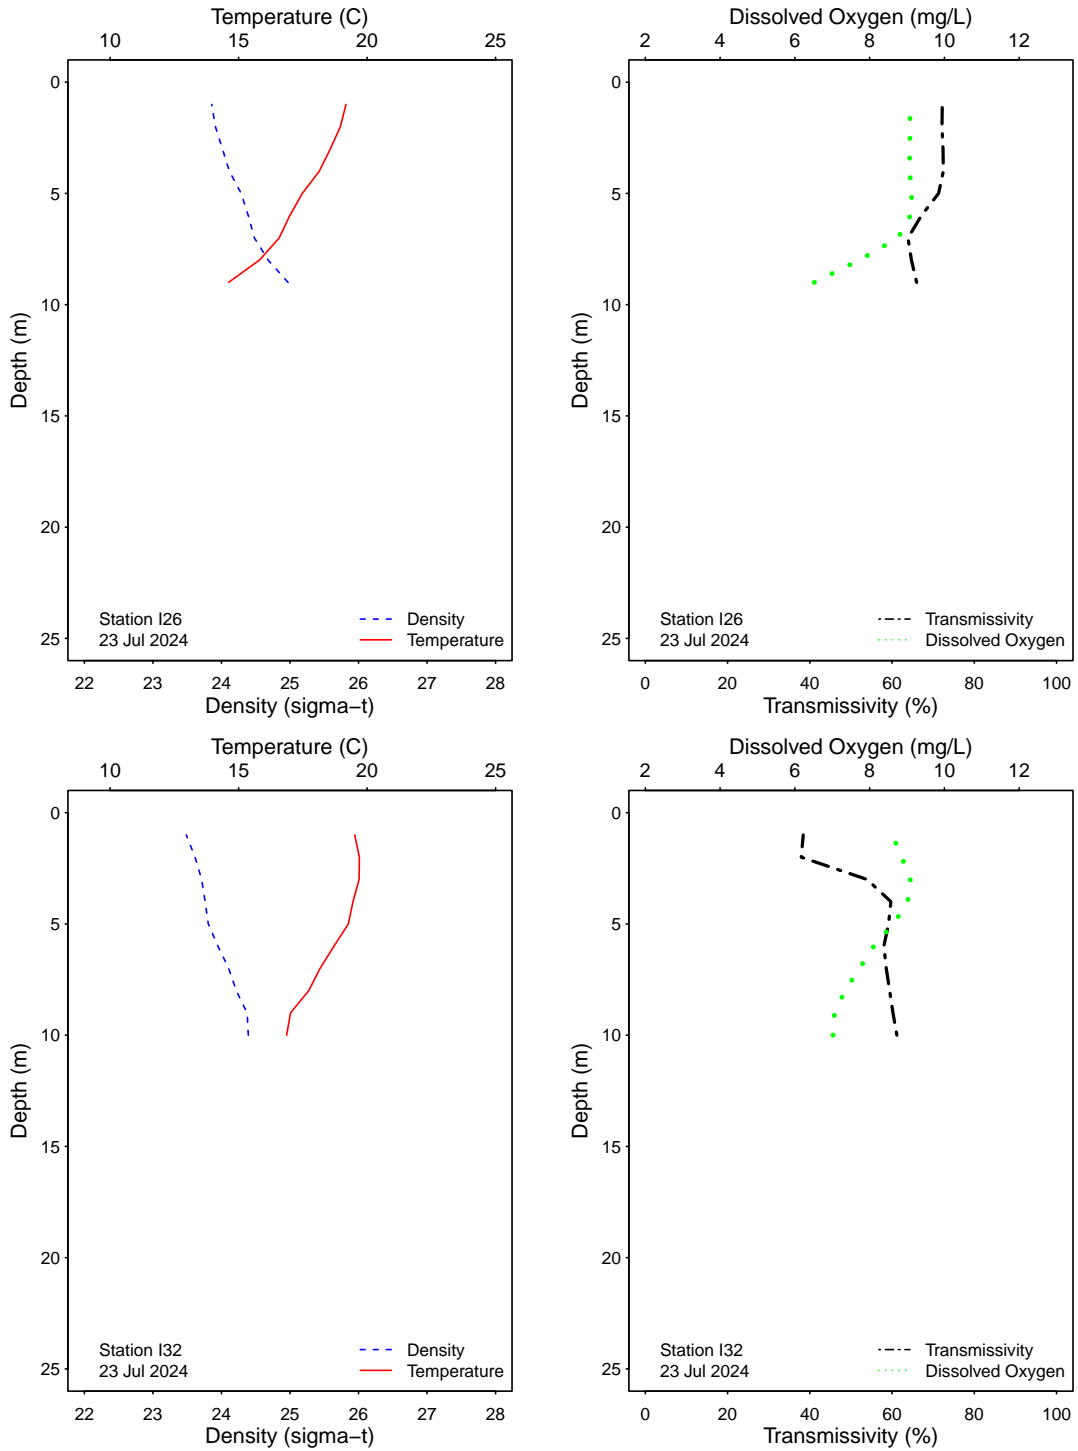 Temperature (C)
10 15 20 25
0
5
10
15
20
25
Depth (m)
Station I26
23 Jul 2024
Density
Temperature
22 23 24 25 26 27 28
Density (sigma−t)
Dissolved Oxygen (mg/L)
2 4 6 8 10 12
0
5
10
15
20
25
Depth (m)
Station I26
23 Jul 2024
Transmissivity
Dissolved Oxygen
0 20 40 60 80 100
Transmissivity (%)
Temperature (C)
10 15 20 25
0
5
10
15
20
25
Depth (m)
Station I32
23 Jul 2024
Density
Temperature
22 23 24 25 26 27 28
Density (sigma−t)
Dissolved Oxygen (mg/L)
2 4 6 8 10 12
0
5
10
15
20
25
Depth (m)
Station I32
23 Jul 2024
Transmissivity
Dissolved Oxygen
0 20 40 60 80 100
Transmissivity (%)